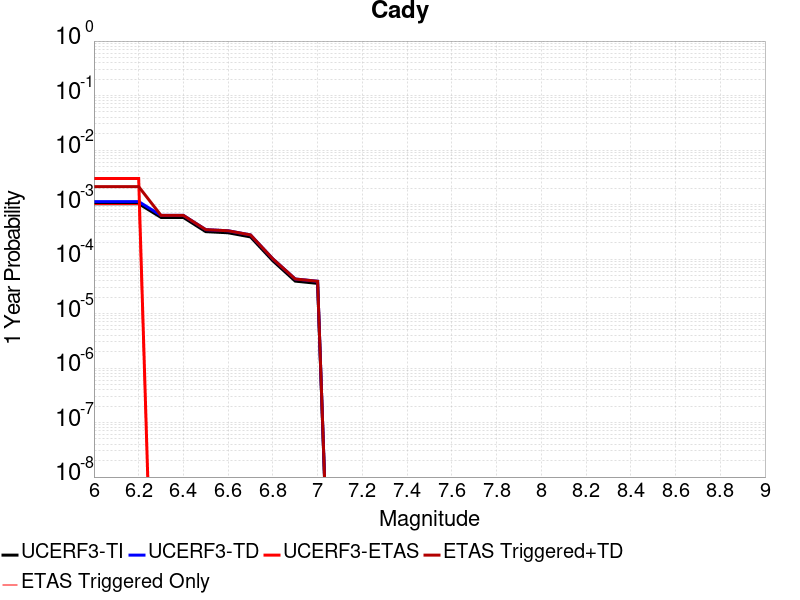 Cady
10^0
10^-1
10^-2
10^-3
10^-4
10^-5
10^-6
10^-7
10^-8
1 Year Probability
6 6.2 6.4 6.6 6.8 7 7.2 7.4 7.6 7.8 8 8.2 8.4 8.6 8.8 9
Magnitude
UCERF3-TI UCERF3-TD UCERF3-ETAS ETAS Triggered+TD
ETAS Triggered Only